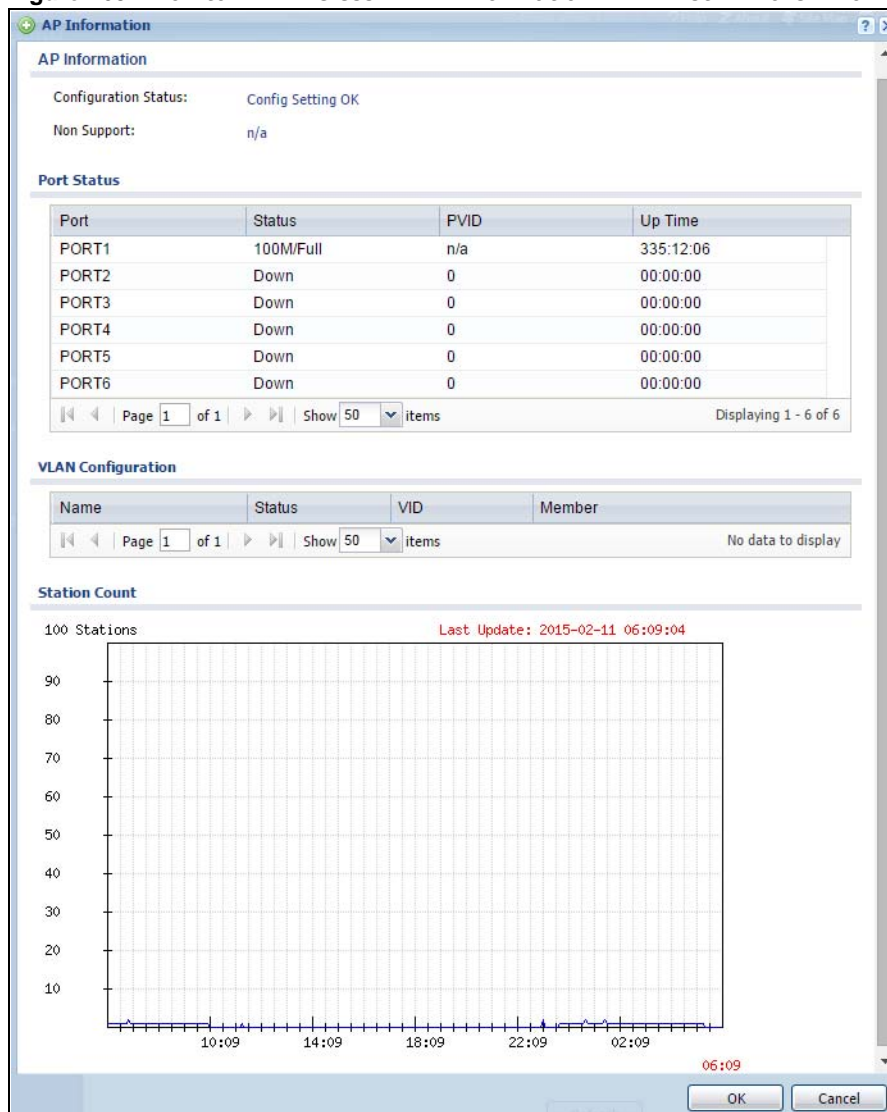 AP Information
AP Information
Configuration Status: Config Setting OK
Non Support: n/a
Port Status
Port Status PVID Up Time
PORT1 100M/Full n/a 335:12:06
PORT2 Down 0 00:00:00
PORT3 Down 0 00:00:00
PORT4 Down 0 00:00:00
PORT5 Down 0 00:00:00
PORT6 Down 0 00:00:00
Page 1 of 1 Show 50 items Displaying 1 - 6 of 6
VLAN Configuration
Name Status VID Member
Page 1 of 1 Show 50 items No data to display
Station Count
100 Stations Last Update: 2015-02-11 06:09:04
90
80
70
60
50
40
30
20
10
10:09 14:09 18:09 22:09 02:09
06:09
OK Cancel